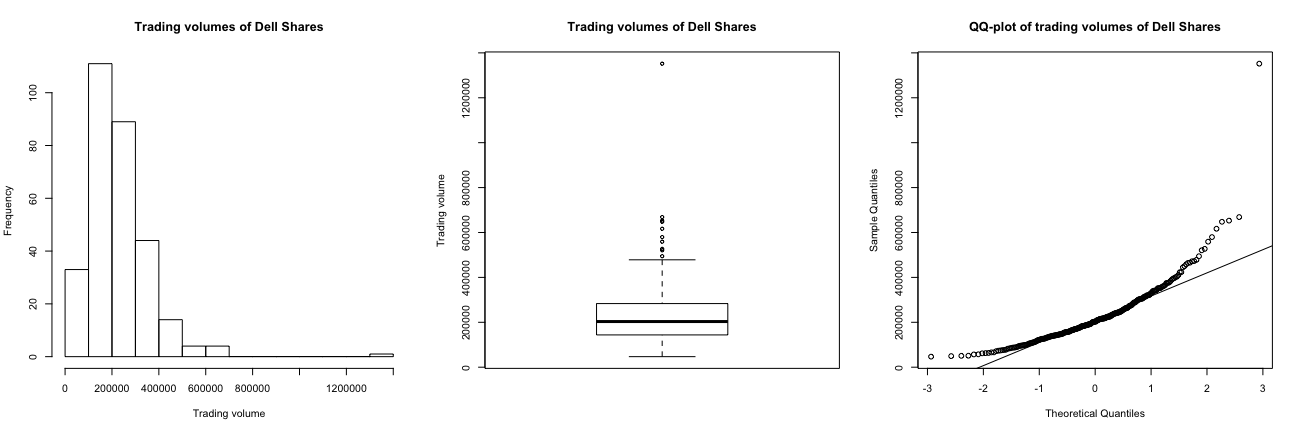 Trading volumes of Dell Shares
Frequency
100
80
60
40
20
0
0 200000 400000 600000 800000 1200000
Trading volume
Trading volumes of Dell Shares
Trading volume
1200000
800000
600000
400000
200000
0
QQ-plot of trading volumes of Dell Shares
Sample Quantiles
1200000
800000
600000
400000
200000
0
-3 -2 -1 0 1 2 3
Theoretical Quantiles